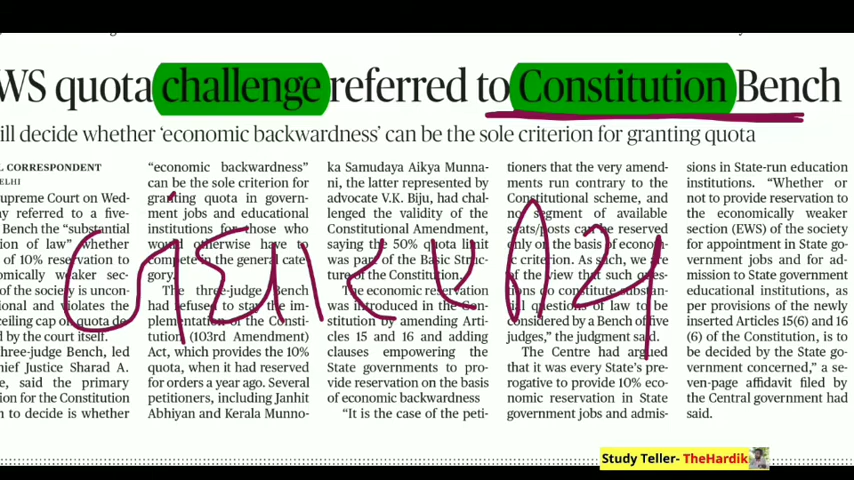 WS quota challenge referred to Constitution Bench
ill decide whether ‘economic backwardness’ can be the sole criterion for granting quota
L CORRESPONDENT
ELHI
upreme Court on Wed-
ay referred to a five-
Bench the “substantial
ion of law” whether
of 10% reservation to
omically weaker sec-
of the society is uncon-
ional and violates the
ceiling cap on quota de-
d by the court itself.
hree-judge Bench, led
hief Justice Sharad A.
e, said the primary
ion for the Constitution
n to decide is whether
“economic backwardness”
can be the sole criterion for
granting quota in govern-
ment jobs and educational
institutions for those who
would otherwise have to
compete in the general cate-
gory.
The three-judge Bench
had refused to stay the im-
plementation of the Consti-
tution (103rd Amendment)
Act, which provides the 10%
quota, when it had reserved
for orders a year ago. Several
petitioners, including Janhit
Abhiyan and Kerala Munno-
ka Samudaya Aikya Munna-
ni, the latter represented by
advocate V.K. Biju, had chal-
lenged the validity of the
Constitutional Amendment,
saying the 50% quota limit
was part of the Basic Struc-
ture of the Constitution.
The economic reservation
was introduced in the Con-
stitution by amending Arti-
cles 15 and 16 and adding
clauses empowering the
State governments to pro-
vide reservation on the basis
of economic backwardness
“It is the case of the peti-
tioners that the very amend-
ments run contrary to the
Constitutional scheme, and
no segment of available
seats/posts can be reserved
only on the basis of econom-
ic criterion. As such, we are
of the view that such ques-
tions do constitute substan-
tial questions of law to be
considered by a Bench of five
judges,” the judgment said.
The Centre had argued
that it was every State’s pre-
rogative to provide 10% eco-
nomic reservation in State
government jobs and admis-
sions in State-run education
institutions. “Whether or
not to provide reservation to
the economically weaker
section (EWS) of the society
for appointment in State go-
vernment jobs and for ad-
mission to State government
educational institutions, as
per provisions of the newly
inserted Articles 15(6) and 16
(6) of the Constitution, is to
be decided by the State go-
vernment concerned,” a se-
ven-page affidavit filed by
the Central government had
said.
Study Teller- TheHardik